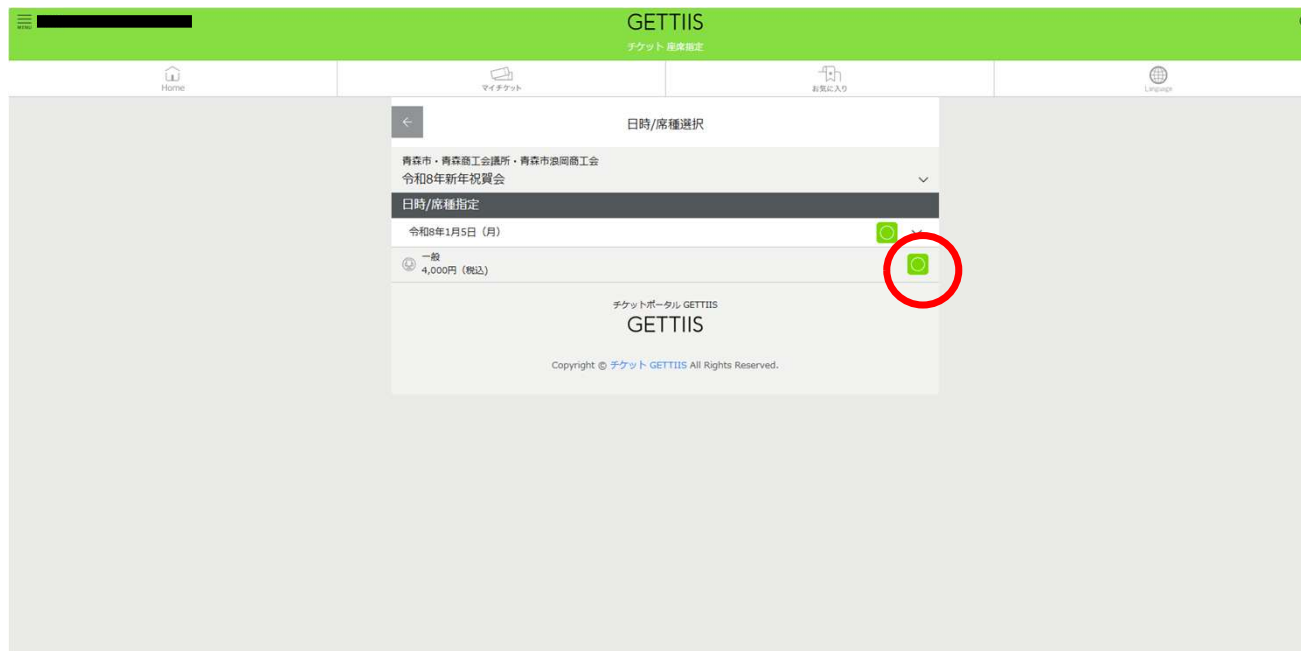 MENU
GETTIIS
チケット 座席指定
Home
マイチケット
お気に入り
Language
日時/席種選択
青森市・青森商工会議所・青森市浪岡商工会
令和8年新年祝賀会
日時/席種指定
令和8年1月5日（月）
一般
4,000円（税込）
チケットポータル GETTIIS
GETTIIS
Copyright © チケット GETTIIS All Rights Reserved.